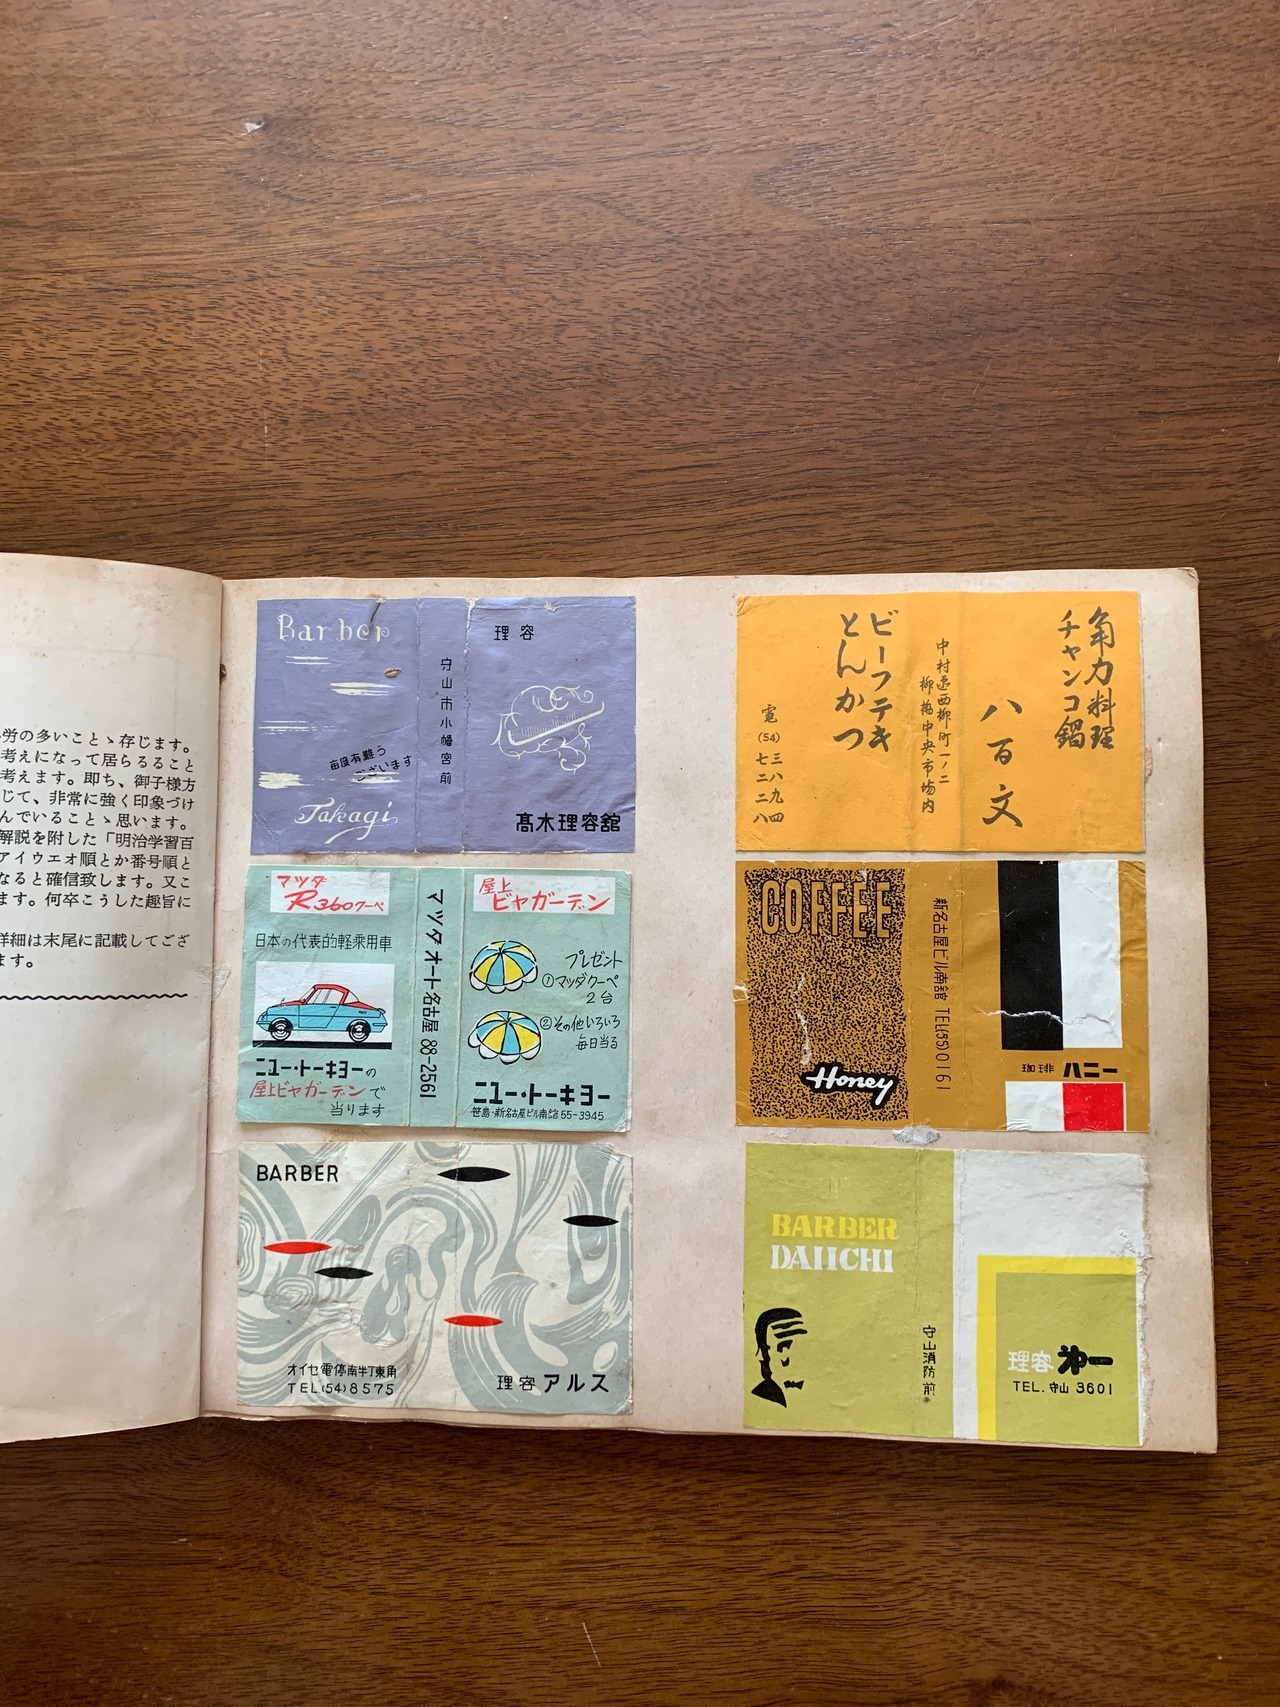 労の多いことゝ存じます。
考えになって居らるること
考えます。即ち、御子様方
じて、非常に強く印象づけ
んでいることゝ思います。
解説を附した「明治学習百
アイウエオ順とか番号順と
なると確信致します。又こ
ます。何卒こうした趣旨に
詳細は末尾に記載してござ
ます。
Barber
毎度有難う
ございます
Takagi
守山市小幡宮前
理容
髙木理容舘
マツダ
R360クーペ
日本の代表的軽乗用車
ニュー・トーキヨーの
屋上ビヤガーデンで
当ります
マツダオート名古屋 88-2561
屋上
ビヤガーデン
プレゼント
①マツダクーペ
2台
②その他いろいろ
毎日当る
ニュー・トーキヨー
笹島・新名古屋ビル南舘 55-3945
BARBER
オイセ電停南半丁東角
TEL(54)8575
理容 アルス
角力料理
チャンコ鍋
八百文
中村區西柳町一ノ二
柳橋中央市場内
ビーフテキ
とんかつ
電(54)
三八九四
七二二八
COFFEE
Honey
新名古屋ビル南舘 TEL(55)0161
珈琲 ハニー
BARBER
DAIICHI
守山消防前
理容 第一
TEL. 守山 3601